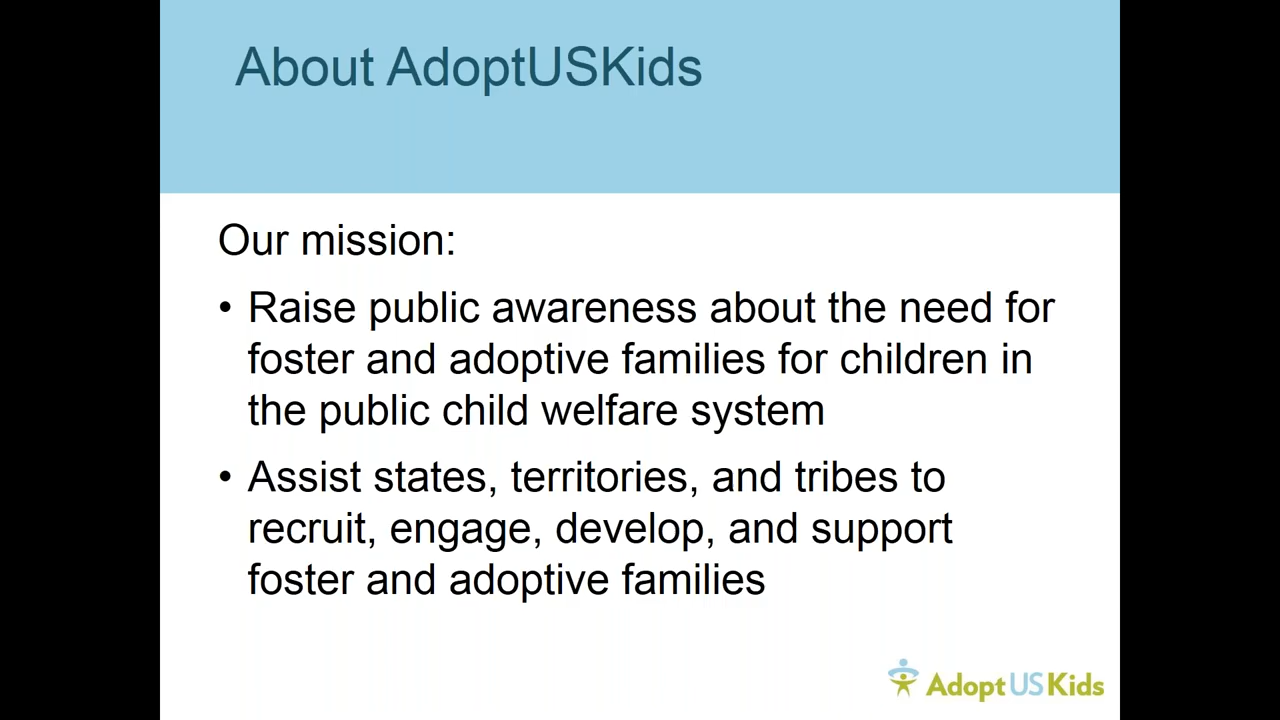 About AdoptUSKids
Our mission:
• Raise public awareness about the need for
foster and adoptive families for children in
the public child welfare system
• Assist states, territories, and tribes to
recruit, engage, develop, and support
foster and adoptive families
AdoptUSKids